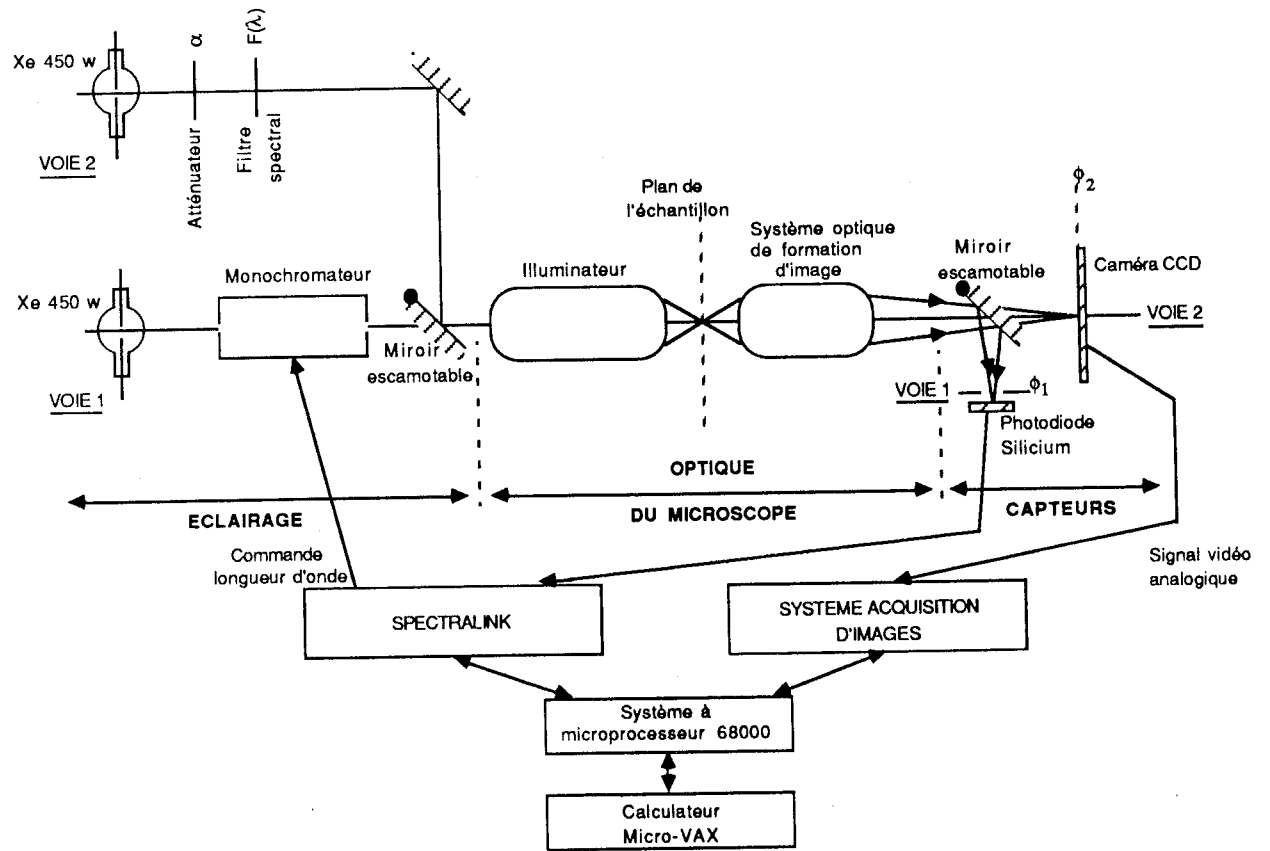 Xe 450 w
α
F(λ)
VOIE 2
Atténuateur
Filtre
spectral
Xe 450 w
Monochromateur
VOIE 1
Miroir
escamotable
Illuminateur
Plan de
l'échantillon
Système optique
de formation
d'image
Miroir
escamotable
ϕ2
Caméra CCD
VOIE 2
VOIE 1
ϕ1
Photodiode
Silicium
ECLAIRAGE
OPTIQUE
DU MICROSCOPE
CAPTEURS
Commande
longueur d'onde
Signal vidéo
analogique
SPECTRALINK
SYSTEME ACQUISITION
D'IMAGES
Système à
microprocesseur 68000
Calculateur
Micro-VAX